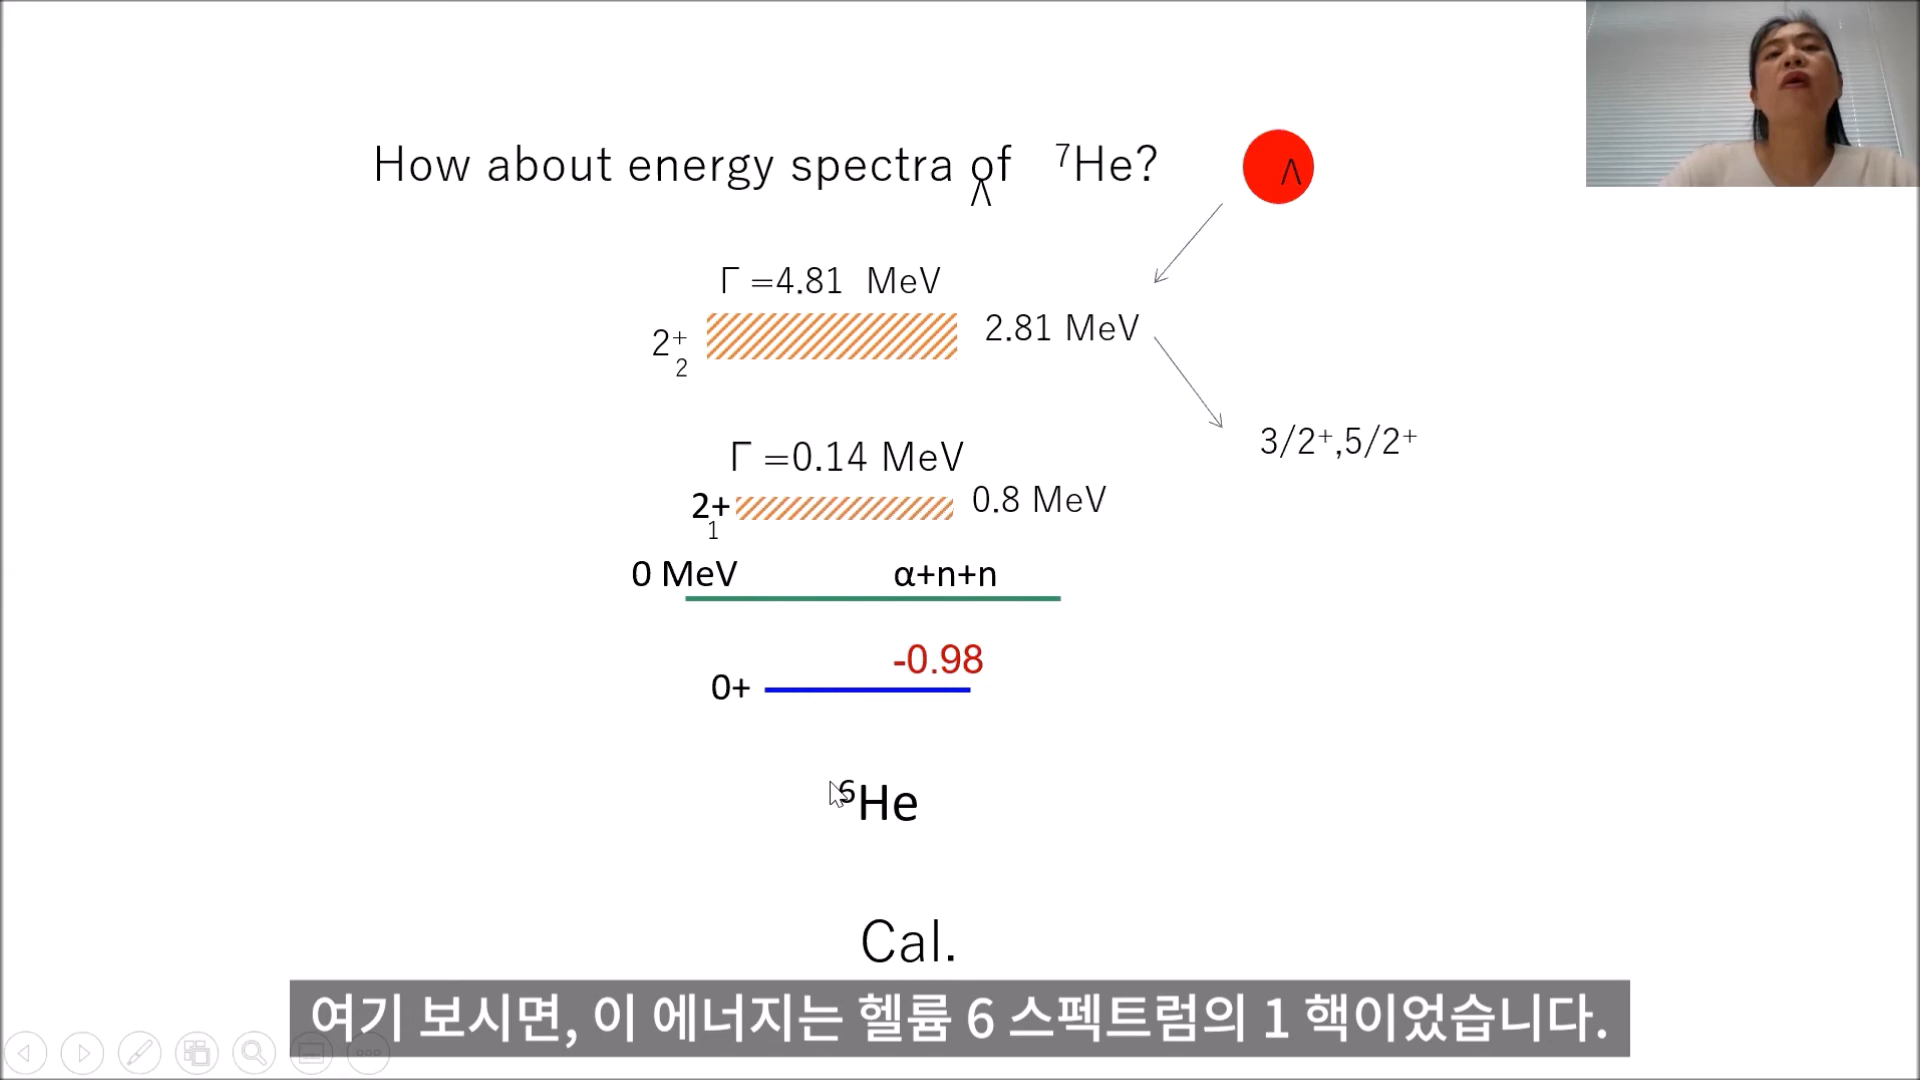 How about energy spectra of ⁷He?
Λ
Λ
Γ =4.81 MeV
2⁺₂
2.81 MeV
3/2⁺,5/2⁺
Γ =0.14 MeV
2+₁
0.8 MeV
0 MeV α+n+n
-0.98
0+
⁶He
Cal.
여기 보시면, 이 에너지는 헬륨 6 스펙트럼의 1 핵이었습니다.